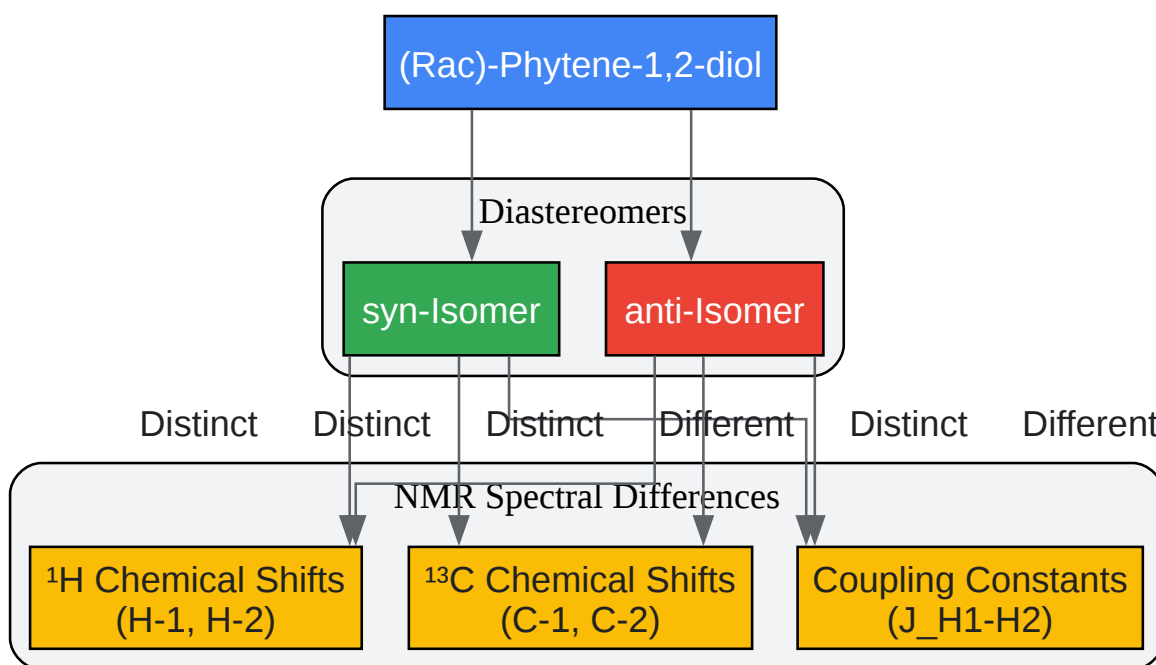 (Rac)-Phytene-1,2-diol
Diastereomers
syn-Isomer
anti-Isomer
Distinct
Distinct
Distinct
Different
Distinct
Different
NMR Spectral Differences
¹H Chemical Shifts
(H-1, H-2)
¹³C Chemical Shifts
(C-1, C-2)
Coupling Constants
(J_H1-H2)